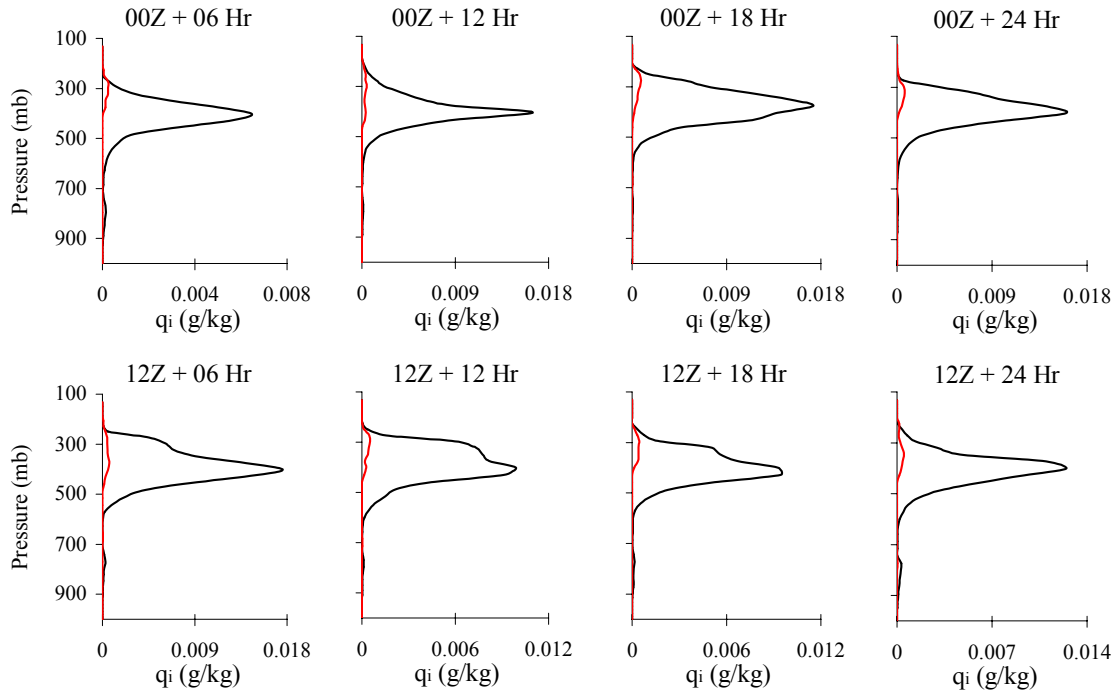 00Z + 06 Hr 00Z + 12 Hr 00Z + 18 Hr 00Z + 24 Hr
100
300
500
700
900
Pressure (mb)
0 0.004 0.008 0 0.009 0.018 0 0.009 0.018 0 0.009 0.018
qi (g/kg) qi (g/kg) qi (g/kg) qi (g/kg)
12Z + 06 Hr 12Z + 12 Hr 12Z + 18 Hr 12Z + 24 Hr
100
300
500
700
900
Pressure (mb)
0 0.009 0.018 0 0.006 0.012 0 0.006 0.012 0 0.007 0.014
qi (g/kg) qi (g/kg) qi (g/kg) qi (g/kg)